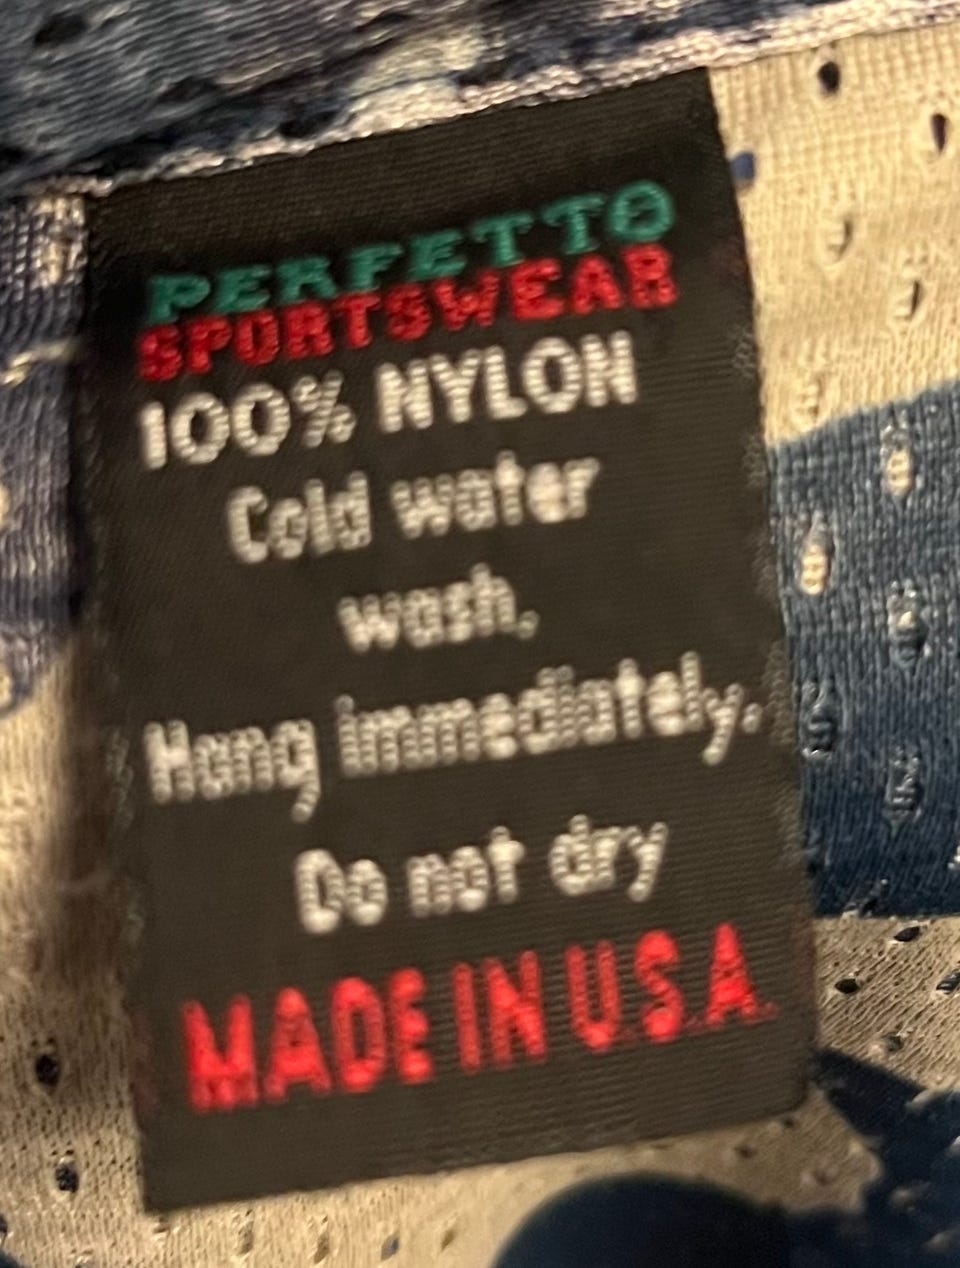 PERFETTO
SPORTSWEAR
100% NYLON
Cold water
wash.
Hang immediately.
Do not dry
MADE IN U.S.A.